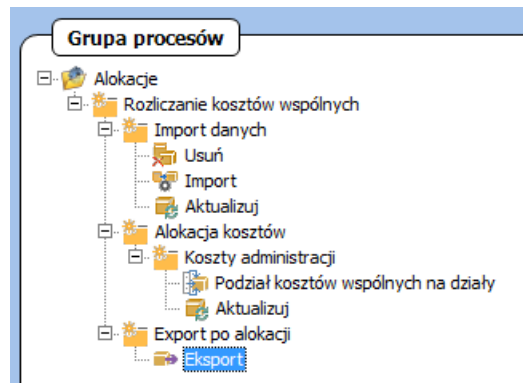 Grupa procesów
Alokacje
Rozliczanie kosztów wspólnych
Import danych
Usuń
Import
Aktualizuj
Alokacja kosztów
Koszty administracji
Podział kosztów wspólnych na działy
Aktualizuj
Export po alokacji
Eksport